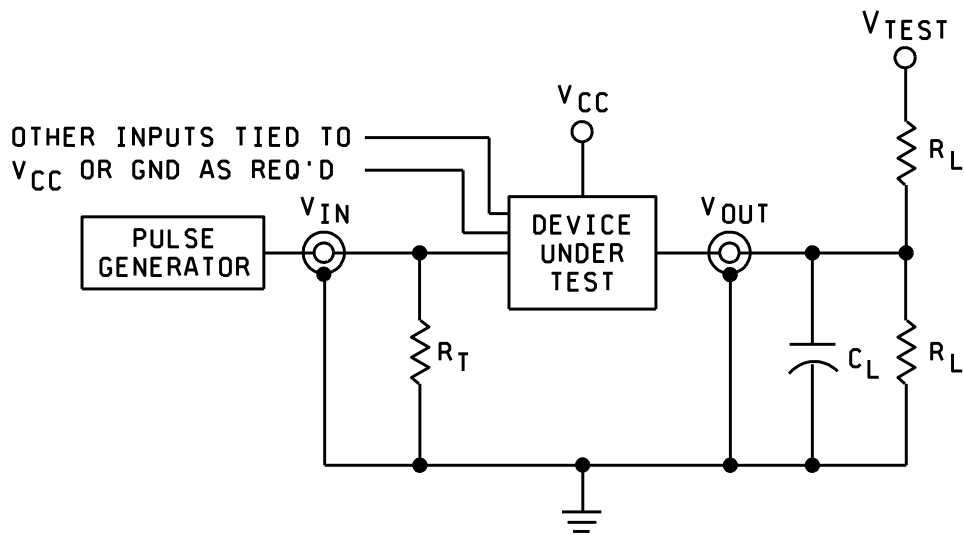 VTEST
VCC
OTHER INPUTS TIED TO
VCC OR GND AS REQ'D
RL
VIN
VOUT
PULSE
GENERATOR
DEVICE
UNDER
TEST
RT
CL
RL